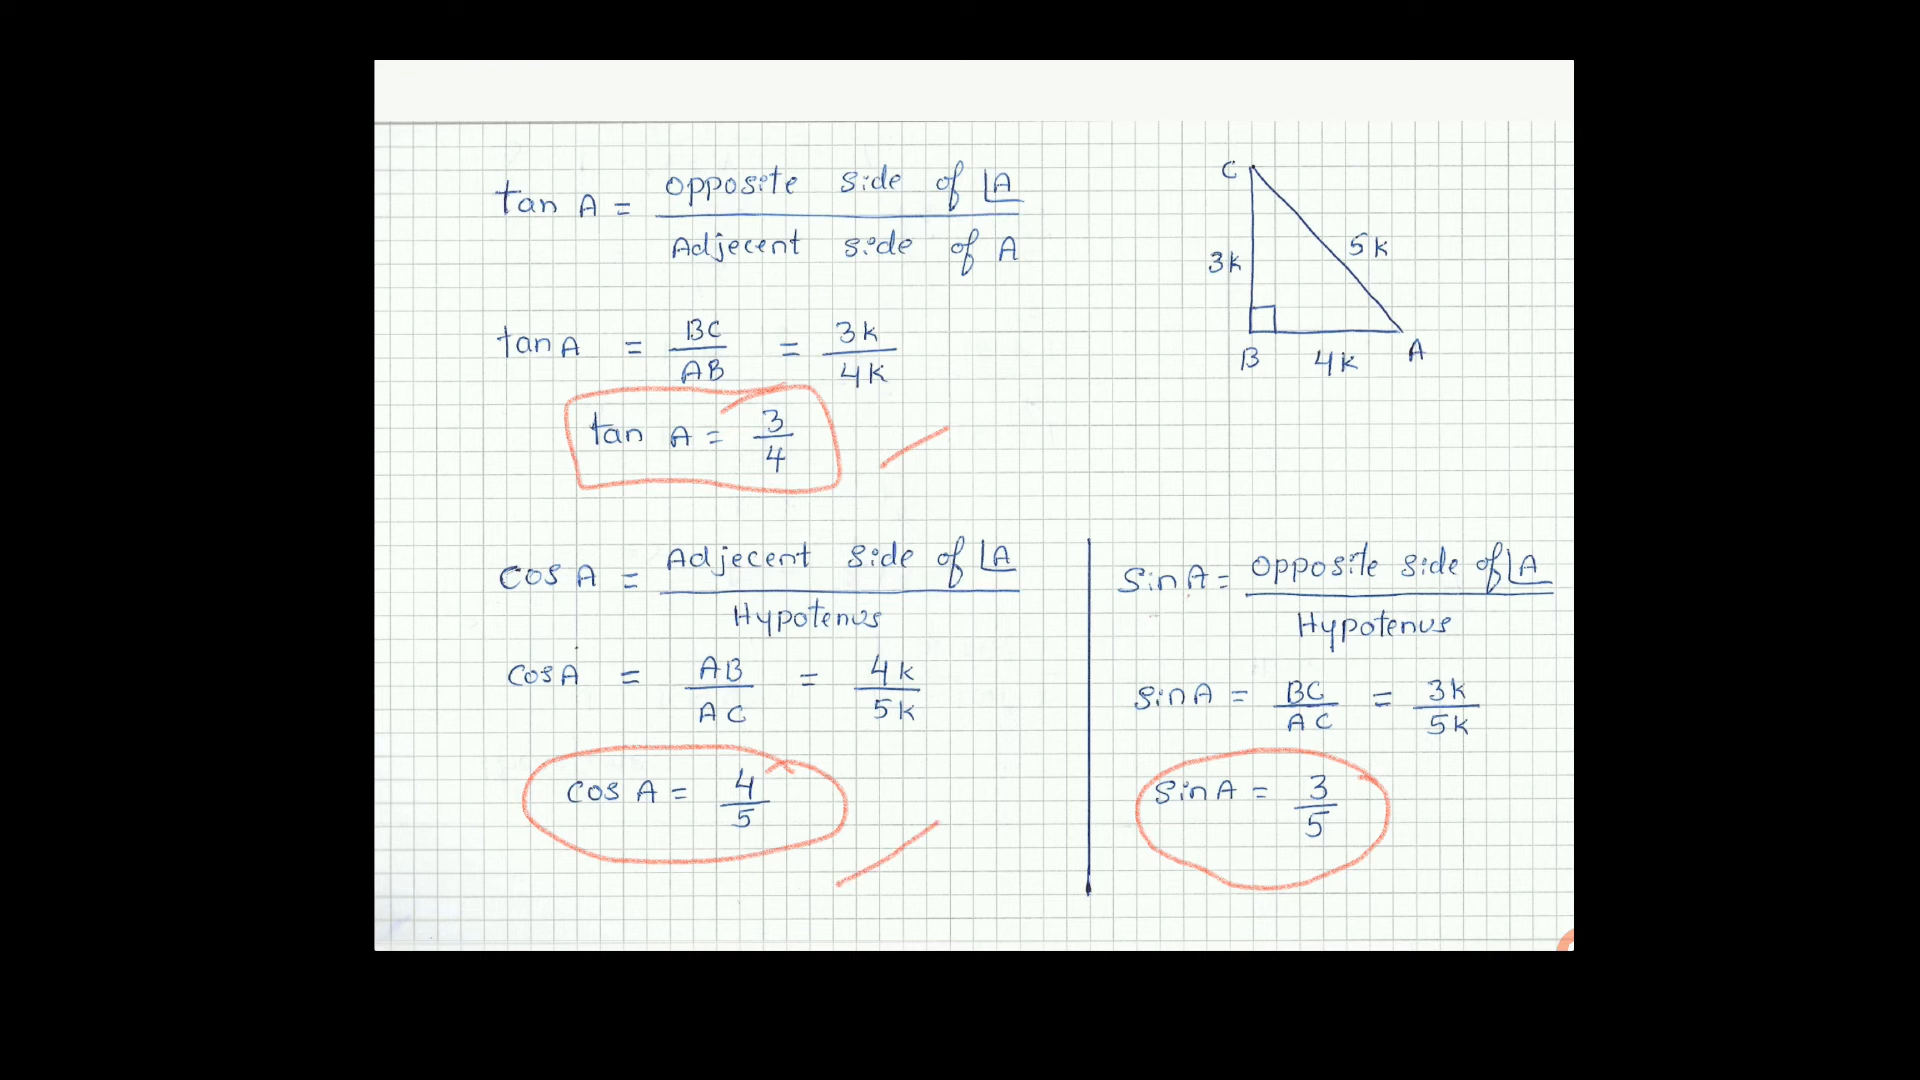 tan A = opposite side of ∠A / Adjecent side of A
tan A = BC / AB = 3k / 4k
tan A = 3 / 4
C
3k
5k
B
4k
A
cos A = Adjecent side of ∠A / Hypotenus
cos A = AB / AC = 4k / 5k
cos A = 4 / 5
sin A = opposite side of ∠A / Hypotenus
sin A = BC / AC = 3k / 5k
sin A = 3 / 5